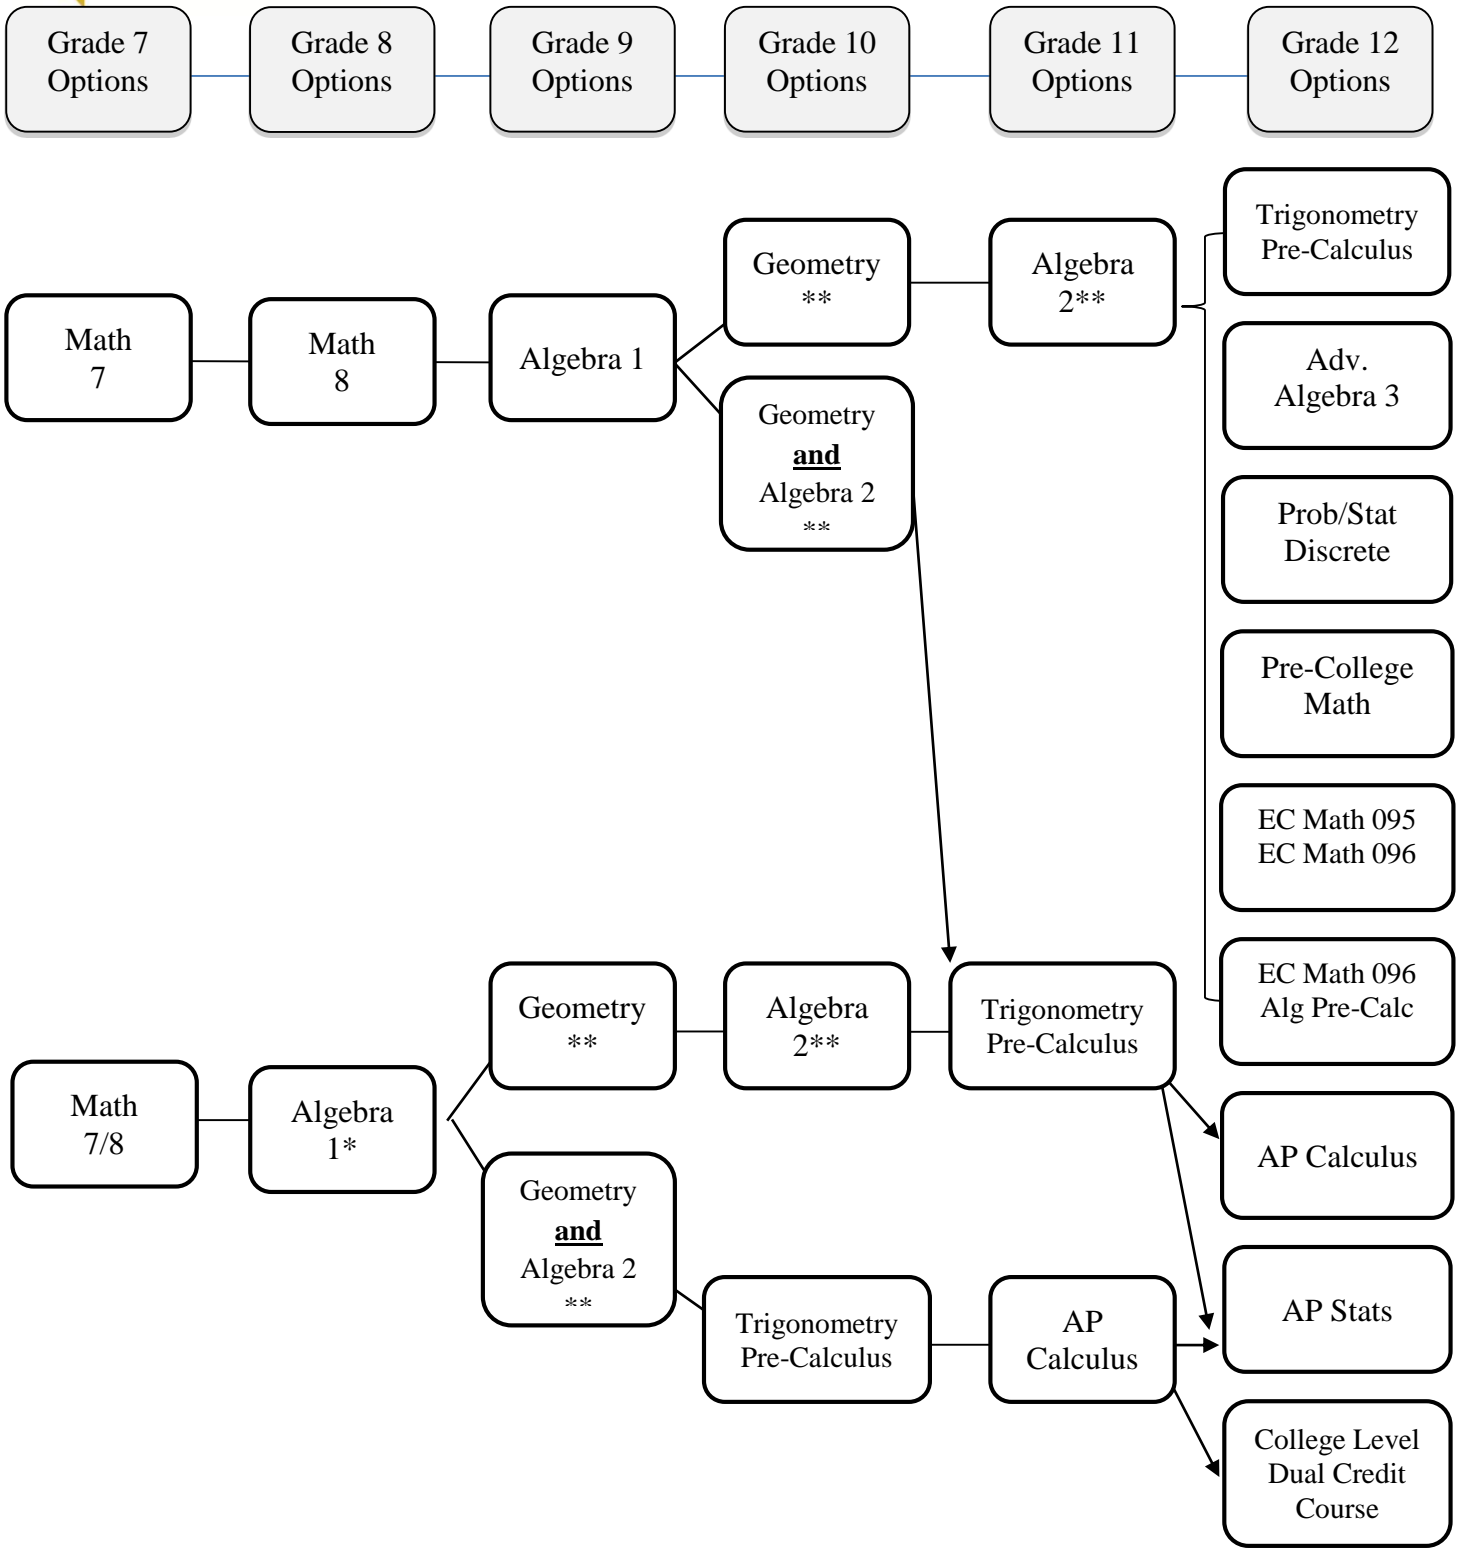 Grade 7
Options
Grade 8
Options
Grade 9
Options
Grade 10
Options
Grade 11
Options
Grade 12
Options
Math
7
Math
8
Algebra 1
Geometry
**
Geometry
and
Algebra 2
**
Algebra
2**
Trigonometry
Pre-Calculus
Adv.
Algebra 3
Prob/Stat
Discrete
Pre-College
Math
EC Math 095
EC Math 096
EC Math 096
Alg Pre-Calc
Math
7/8
Algebra
1*
Geometry
**
Algebra
2**
Trigonometry
Pre-Calculus
Geometry
and
Algebra 2
**
Trigonometry
Pre-Calculus
AP
Calculus
AP Calculus
AP Stats
College Level
Dual Credit
Course